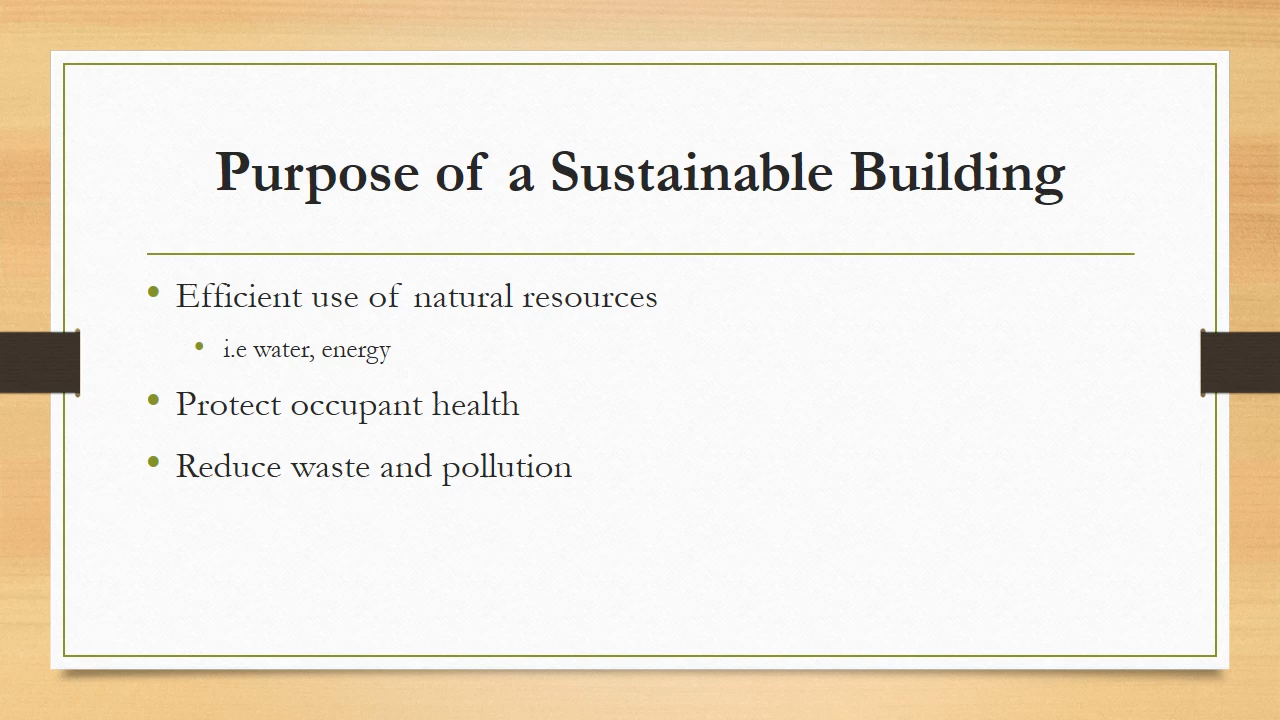 Purpose of a Sustainable Building
• Efficient use of natural resources
• i.e water, energy
• Protect occupant health
• Reduce waste and pollution